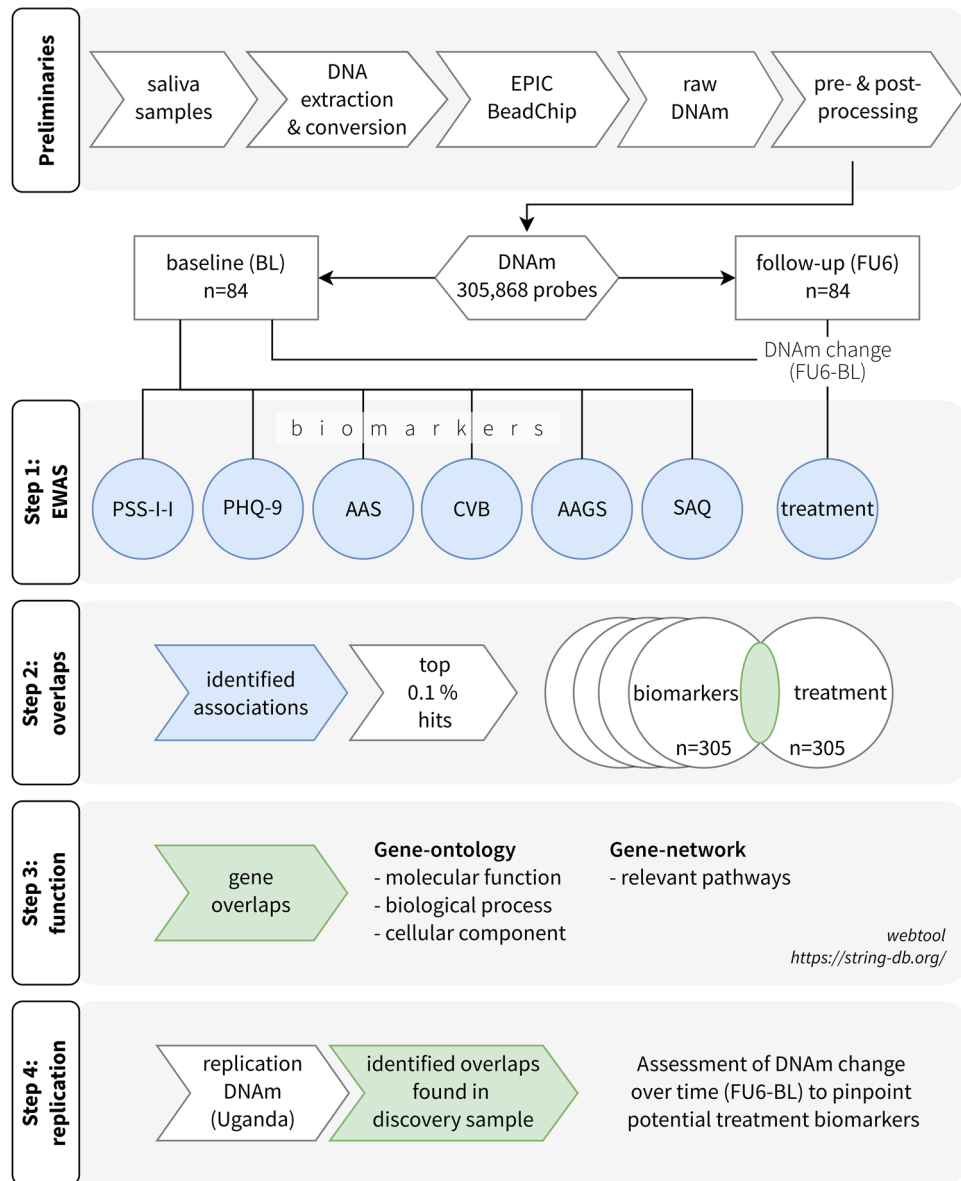 Preliminaries
saliva
samples
DNA
extraction
& conversion
EPIC
BeadChip
raw
DNAm
pre- & post-
processing
baseline (BL)
n=84
DNAm
305,868 probes
follow-up (FU6)
n=84
DNAm change
(FU6-BL)
Step 1:
EWAS
biomarkers
PSS-I-I
PHQ-9
AAS
CVB
AAGS
SAQ
treatment
Step 2:
overlaps
identified
associations
top
0.1 %
hits
biomarkers
n=305
treatment
n=305
Step 3:
function
gene
overlaps
Gene-ontology
- molecular function
- biological process
- cellular component
Gene-network
- relevant pathways
webtool
https://string-db.org/
Step 4:
replication
replication
DNAm
(Uganda)
identified overlaps
found in
discovery sample
Assessment of DNAm change
over time (FU6-BL) to pinpoint
potential treatment biomarkers